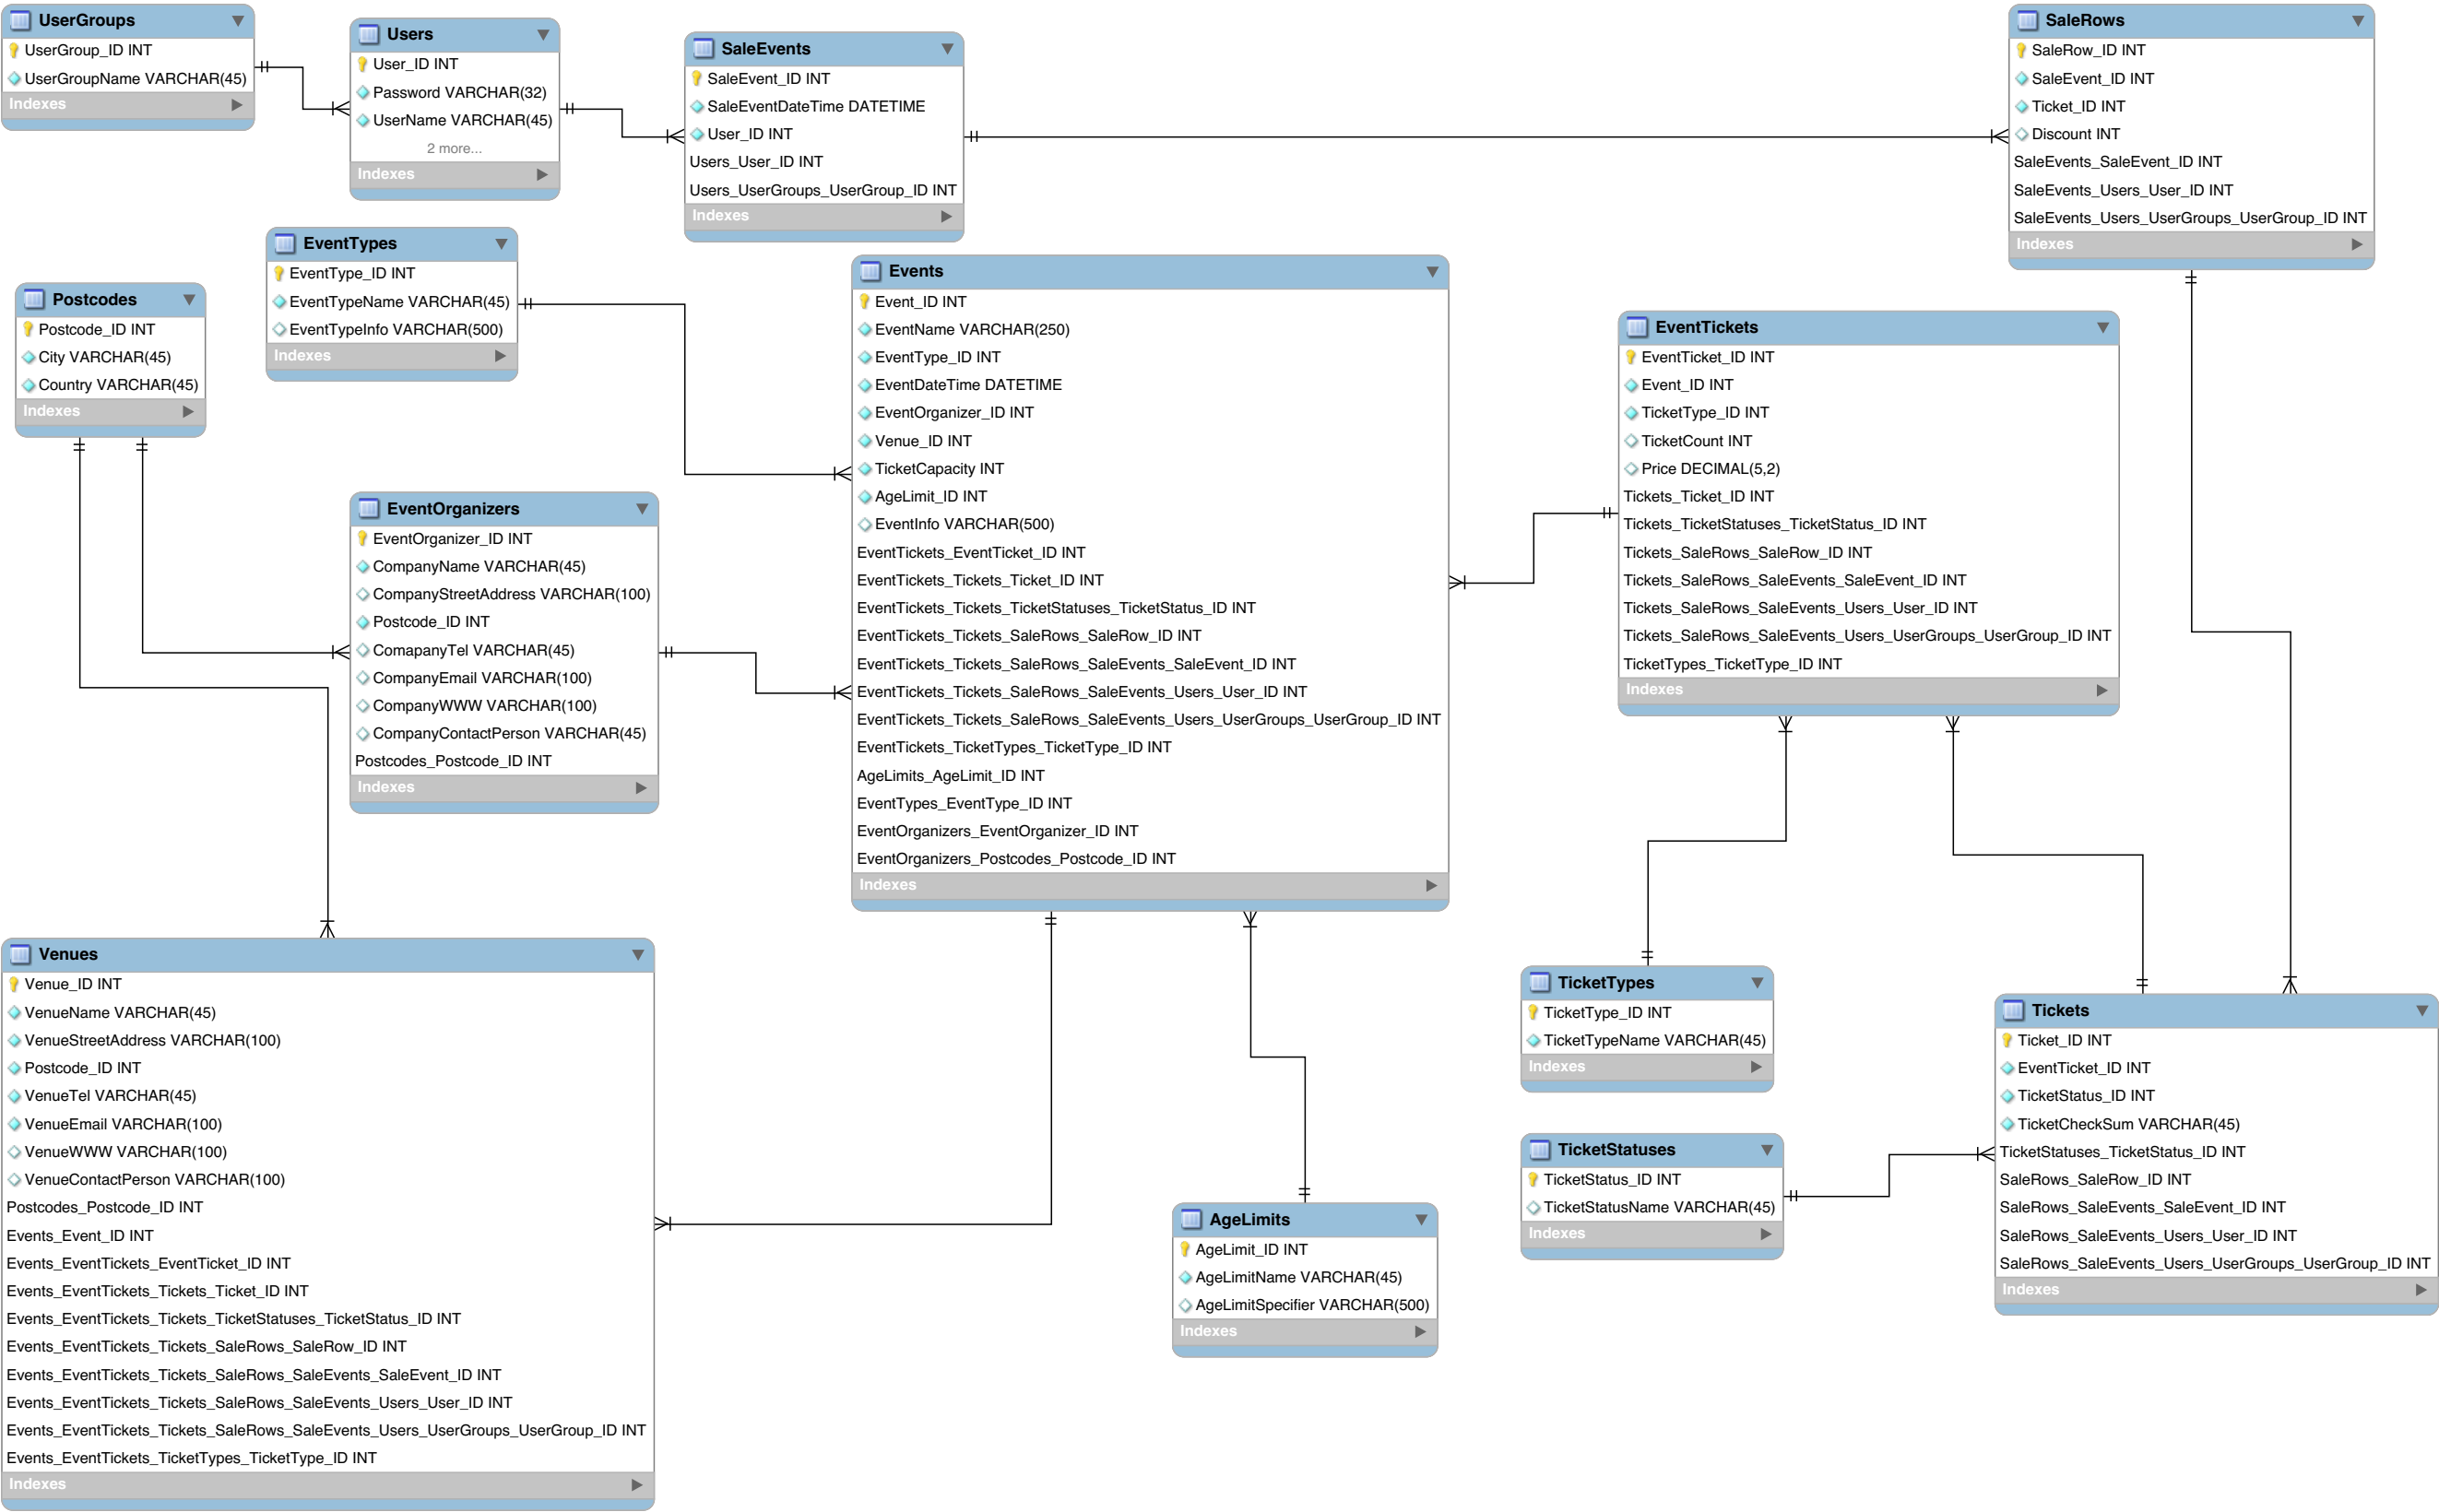 UserGroups
UserGroup_ID INT
UserGroupName VARCHAR(45)
Indexes
Users
User_ID INT
Password VARCHAR(32)
UserName VARCHAR(45)
2 more...
Indexes
SaleEvents
SaleEvent_ID INT
SaleEventDateTime DATETIME
User_ID INT
Users_User_ID INT
Users_UserGroups_UserGroup_ID INT
Indexes
SaleRows
SaleRow_ID INT
SaleEvent_ID INT
Ticket_ID INT
Discount INT
SaleEvents_SaleEvent_ID INT
SaleEvents_Users_User_ID INT
SaleEvents_Users_UserGroups_UserGroup_ID INT
Indexes
EventTypes
EventType_ID INT
EventTypeName VARCHAR(45)
EventTypeInfo VARCHAR(500)
Indexes
Postcodes
Postcode_ID INT
City VARCHAR(45)
Country VARCHAR(45)
Indexes
Events
Event_ID INT
EventName VARCHAR(250)
EventType_ID INT
EventDateTime DATETIME
EventOrganizer_ID INT
Venue_ID INT
TicketCapacity INT
AgeLimit_ID INT
EventInfo VARCHAR(500)
EventTickets_EventTicket_ID INT
EventTickets_Tickets_Ticket_ID INT
EventTickets_Tickets_TicketStatuses_TicketStatus_ID INT
EventTickets_Tickets_SaleRows_SaleRow_ID INT
EventTickets_Tickets_SaleRows_SaleEvents_SaleEvent_ID INT
EventTickets_Tickets_SaleRows_SaleEvents_Users_User_ID INT
EventTickets_Tickets_SaleRows_SaleEvents_Users_UserGroups_UserGroup_ID INT
EventTickets_TicketTypes_TicketType_ID INT
AgeLimits_AgeLimit_ID INT
EventTypes_EventType_ID INT
EventOrganizers_EventOrganizer_ID INT
EventOrganizers_Postcodes_Postcode_ID INT
Indexes
EventTickets
EventTicket_ID INT
Event_ID INT
TicketType_ID INT
TicketCount INT
Price DECIMAL(5,2)
Tickets_Ticket_ID INT
Tickets_TicketStatuses_TicketStatus_ID INT
Tickets_SaleRows_SaleRow_ID INT
Tickets_SaleRows_SaleEvents_SaleEvent_ID INT
Tickets_SaleRows_SaleEvents_Users_User_ID INT
Tickets_SaleRows_SaleEvents_Users_UserGroups_UserGroup_ID INT
TicketTypes_TicketType_ID INT
Indexes
EventOrganizers
EventOrganizer_ID INT
CompanyName VARCHAR(45)
CompanyStreetAddress VARCHAR(100)
Postcode_ID INT
ComapanyTel VARCHAR(45)
CompanyEmail VARCHAR(100)
CompanyWWW VARCHAR(100)
CompanyContactPerson VARCHAR(45)
Postcodes_Postcode_ID INT
Indexes
Venues
Venue_ID INT
VenueName VARCHAR(45)
VenueStreetAddress VARCHAR(100)
Postcode_ID INT
VenueTel VARCHAR(45)
VenueEmail VARCHAR(100)
VenueWWW VARCHAR(100)
VenueContactPerson VARCHAR(100)
Postcodes_Postcode_ID INT
Events_Event_ID INT
Events_EventTickets_EventTicket_ID INT
Events_EventTickets_Tickets_Ticket_ID INT
Events_EventTickets_Tickets_TicketStatuses_TicketStatus_ID INT
Events_EventTickets_Tickets_SaleRows_SaleRow_ID INT
Events_EventTickets_Tickets_SaleRows_SaleEvents_SaleEvent_ID INT
Events_EventTickets_Tickets_SaleRows_SaleEvents_Users_User_ID INT
Events_EventTickets_Tickets_SaleRows_SaleEvents_Users_UserGroups_UserGroup_ID INT
Events_EventTickets_TicketTypes_TicketType_ID INT
Indexes
TicketTypes
TicketType_ID INT
TicketTypeName VARCHAR(45)
Indexes
TicketStatuses
TicketStatus_ID INT
TicketStatusName VARCHAR(45)
Indexes
AgeLimits
AgeLimit_ID INT
AgeLimitName VARCHAR(45)
AgeLimitSpecifier VARCHAR(500)
Indexes
Tickets
Ticket_ID INT
EventTicket_ID INT
TicketStatus_ID INT
TicketCheckSum VARCHAR(45)
TicketStatuses_TicketStatus_ID INT
SaleRows_SaleRow_ID INT
SaleRows_SaleEvents_SaleEvent_ID INT
SaleRows_SaleEvents_Users_User_ID INT
SaleRows_SaleEvents_Users_UserGroups_UserGroup_ID INT
Indexes